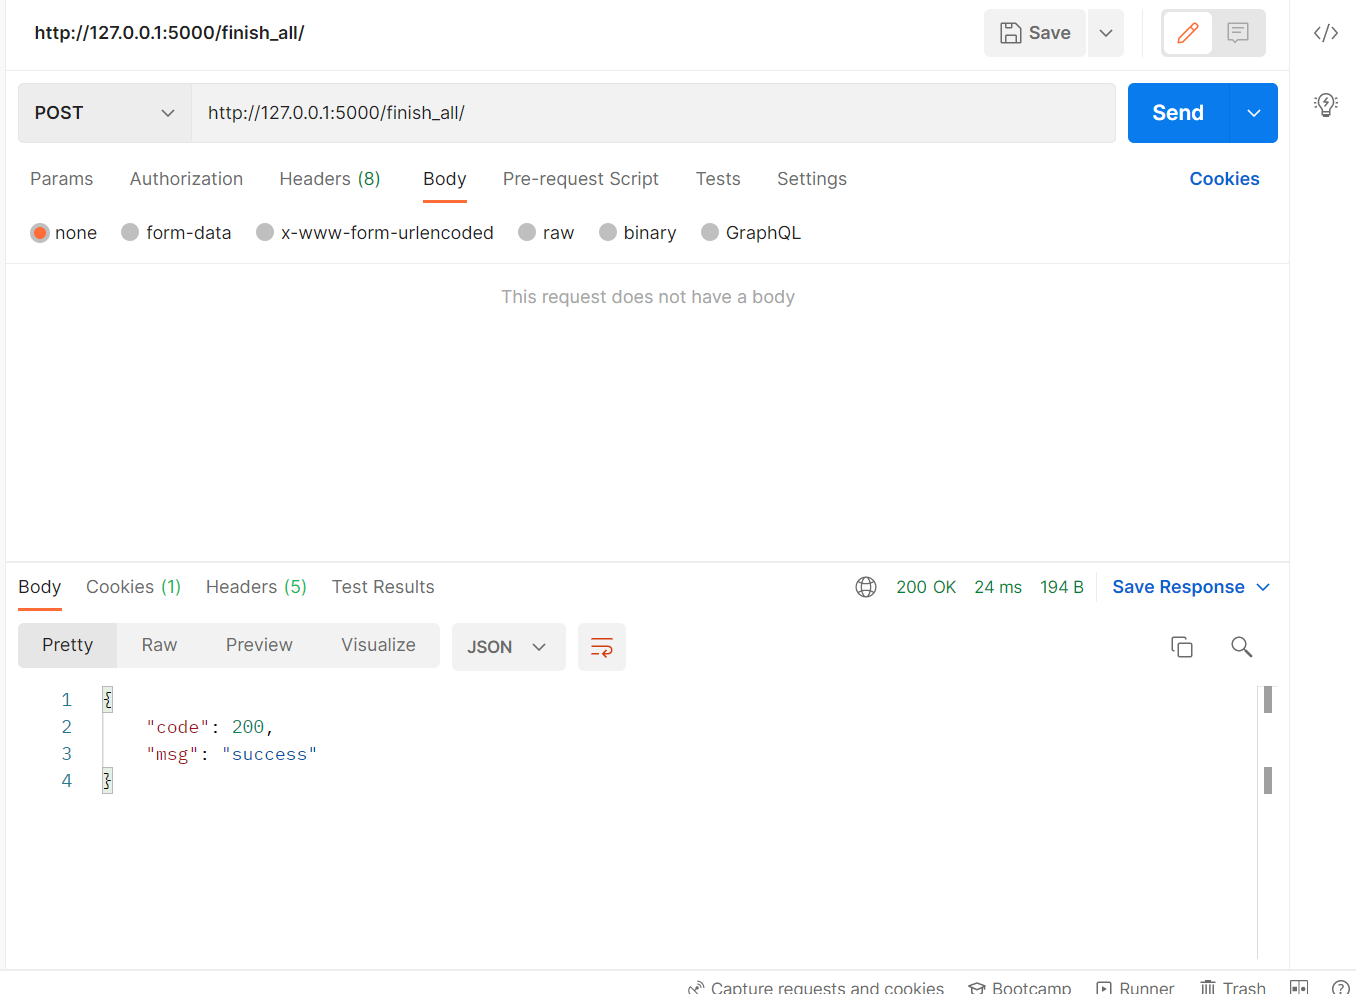 http://127.0.0.1:5000/finish_all/
Save
POST
http://127.0.0.1:5000/finish_all/
Send
Params Authorization Headers (8) Body Pre-request Script Tests Settings Cookies
none form-data x-www-form-urlencoded raw binary GraphQL
This request does not have a body
Body Cookies (1) Headers (5) Test Results 200 OK 24 ms 194 B Save Response
Pretty Raw Preview Visualize JSON
1 {
2 "code": 200,
3 "msg": "success"
4 }
Capture requests and cookies Bootcamp Runner Trash